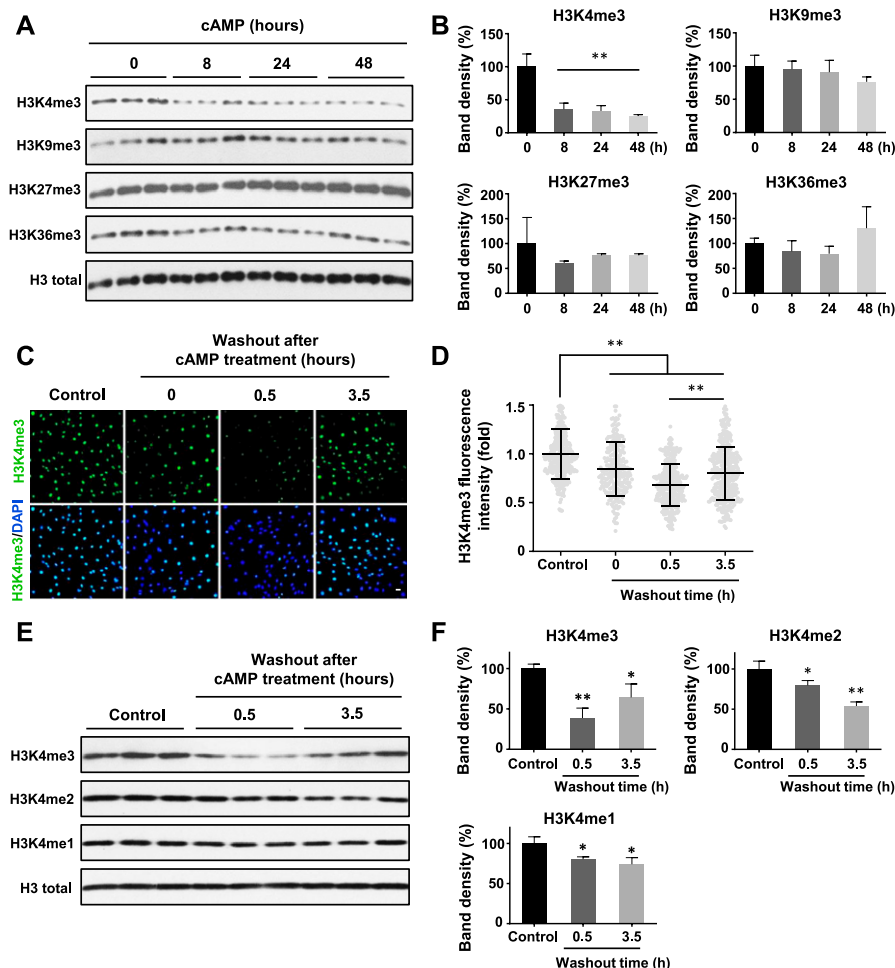 A
cAMP (hours)
0 8 24 48
H3K4me3
H3K9me3
H3K27me3
H3K36me3
H3 total
B
H3K4me3
Band density (%)
150
100
50
0
**
0 8 24 48 (h)
H3K9me3
Band density (%)
150
100
50
0
0 8 24 48 (h)
H3K27me3
Band density (%)
200
150
100
50
0
0 8 24 48 (h)
H3K36me3
Band density (%)
200
150
100
50
0
0 8 24 48 (h)
C
Washout after
cAMP treatment (hours)
Control 0 0.5 3.5
H3K4me3
H3K4me3/DAPI
D
H3K4me3 fluorescence
intensity (fold)
1.5
1.0
0.5
0
**
**
Control 0 0.5 3.5
Washout time (h)
E
Washout after
cAMP treatment (hours)
Control 0.5 3.5
H3K4me3
H3K4me2
H3K4me1
H3 total
F
H3K4me3
Band density (%)
100
50
0
**
*
Control 0.5 3.5
Washout time (h)
H3K4me2
Band density (%)
100
50
0
*
**
Control 0.5 3.5
Washout time (h)
H3K4me1
Band density (%)
100
50
0
*
*
Control 0.5 3.5
Washout time (h)